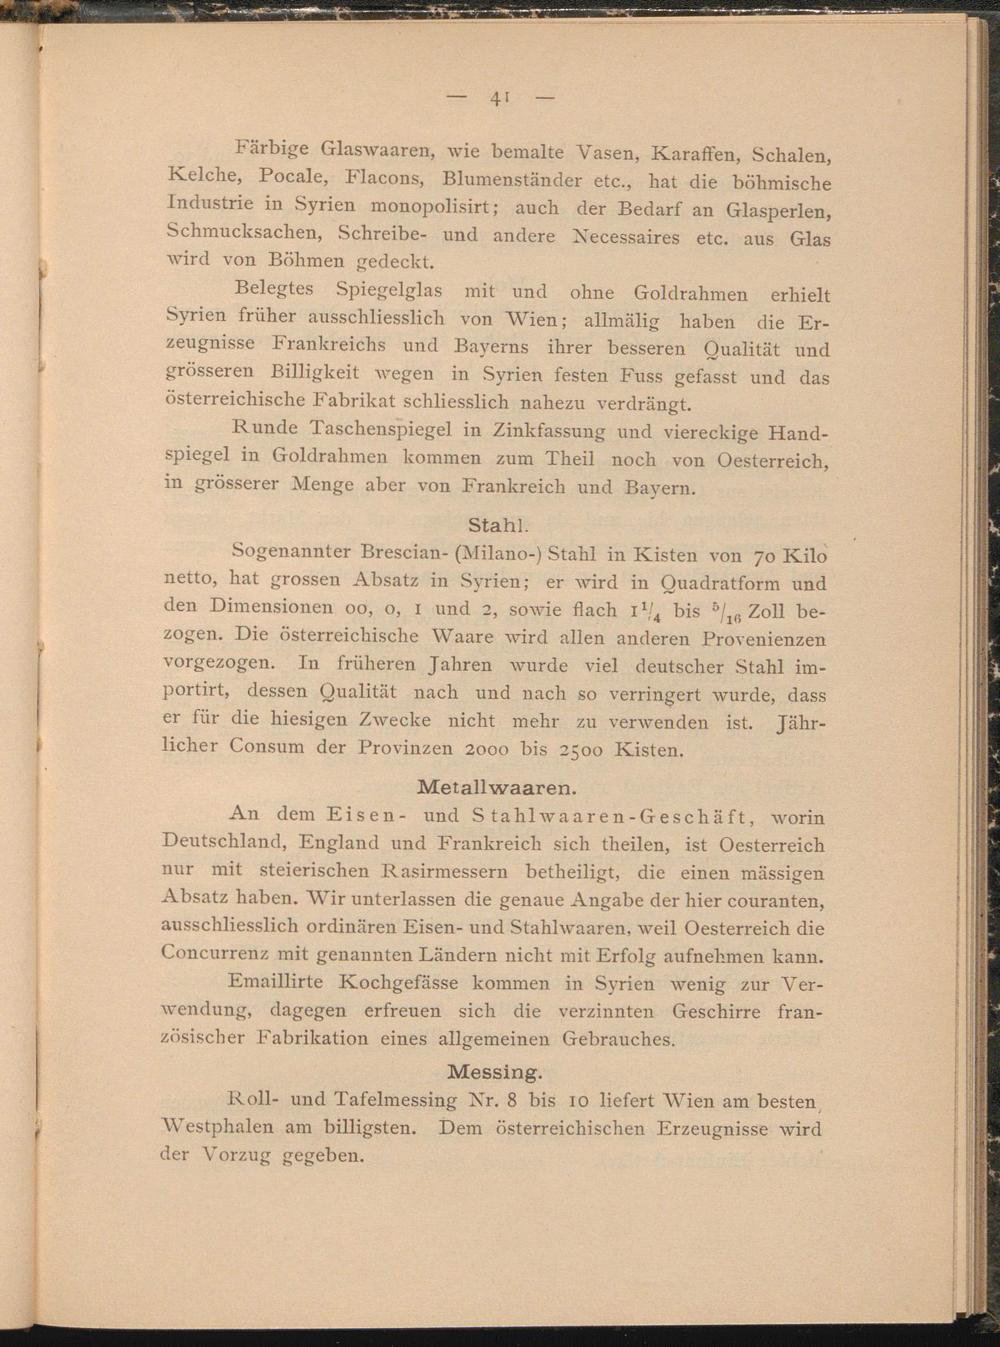 — 41 —
Färbige Glaswaaren, wie bemalte Vasen, Karaffen, Schalen,
Kelche, Pocale, Flacons, Blumenständer etc., hat die böhmische
Industrie in Syrien monopolisirt; auch der Bedarf an Glasperlen,
Schmucksachen, Schreibe- und andere Necessaires etc. aus Glas
wird von Böhmen gedeckt.
Belegtes Spiegelglas mit und ohne Goldrahmen erhielt
Syrien früher ausschliesslich von Wien; allmälig haben die Er-
zeugnisse Frankreichs und Bayerns ihrer besseren Qualität und
grösseren Billigkeit wegen in Syrien festen Fuss gefasst und das
österreichische Fabrikat schliesslich nahezu verdrängt.
Runde Taschenspiegel in Zinkfassung und viereckige Hand-
spiegel in Goldrahmen kommen zum Theil noch von Oesterreich,
in grösserer Menge aber von Frankreich und Bayern.
Stahl.
Sogenannter Brescian- (Milano-) Stahl in Kisten von 70 Kilo
netto, hat grossen Absatz in Syrien; er wird in Quadratform und
den Dimensionen 00, 0, 1 und 2, sowie flach 1 1/4 bis 5/16 Zoll be-
zogen. Die österreichische Waare wird allen anderen Provenienzen
vorgezogen. In früheren Jahren wurde viel deutscher Stahl im-
portirt, dessen Qualität nach und nach so verringert wurde, dass
er für die hiesigen Zwecke nicht mehr zu verwenden ist. Jähr-
licher Consum der Provinzen 2000 bis 2500 Kisten.
Metallwaaren.
An dem Eisen- und Stahlwaaren-Geschäft, worin
Deutschland, England und Frankreich sich theilen, ist Oesterreich
nur mit steierischen Rasirmessern betheiligt, die einen mässigen
Absatz haben. Wir unterlassen die genaue Angabe der hier couranten,
ausschliesslich ordinären Eisen- und Stahlwaaren, weil Oesterreich die
Concurrenz mit genannten Ländern nicht mit Erfolg aufnehmen kann.
Emaillirte Kochgefässe kommen in Syrien wenig zur Ver-
wendung, dagegen erfreuen sich die verzinnten Geschirre fran-
zösischer Fabrikation eines allgemeinen Gebrauches.
Messing.
Roll- und Tafelmessing Nr. 8 bis 10 liefert Wien am besten,
Westphalen am billigsten. Dem österreichischen Erzeugnisse wird
der Vorzug gegeben.